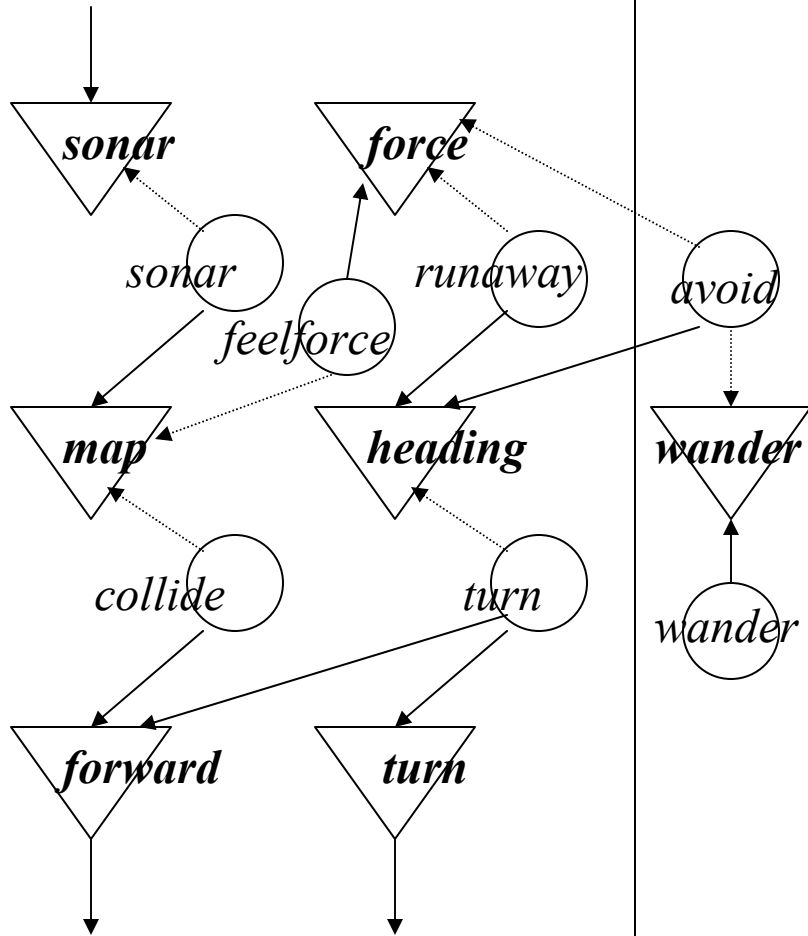 sonar
force
sonar
runaway
avoid
feelforce
map
heading
wander
collide
turn
wander
forward
turn